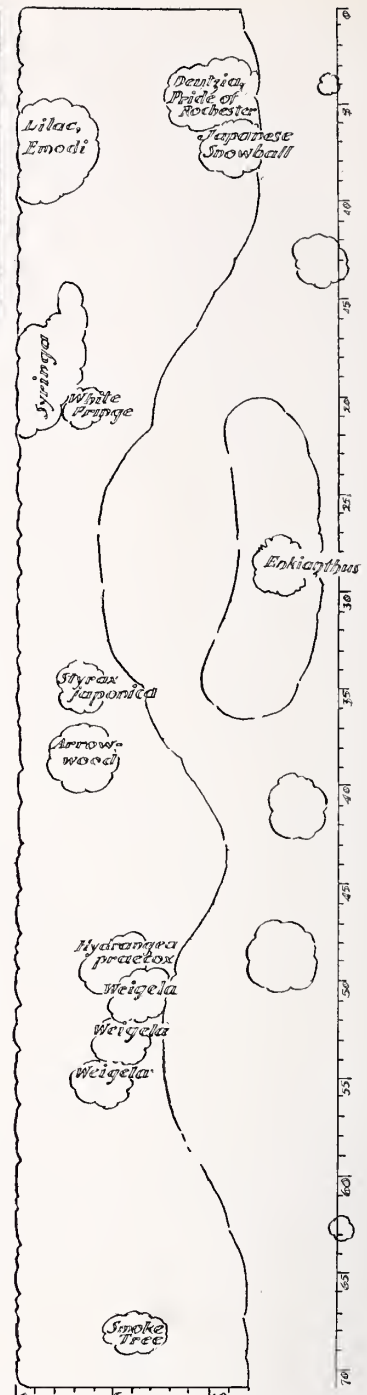 0
Deutzia,
Pride of
Rochester
5
Lilac,
Emodi
Japanese
Snowball
10
15
Syringa
White
Fringe
20
25
Enkianthus
30
Styrax
Japonica
35
Arrow-
wood
40
45
Hydrangea
praetox
50
Weigela
Weigela
Weigela
55
60
65
Smoke
Tree
70
5
10